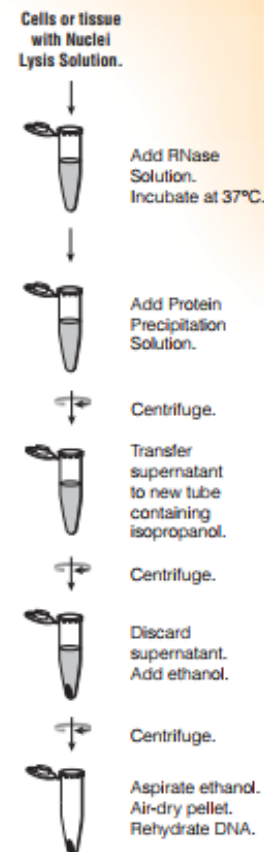 Cells or tissue
with Nuclei
Lysis Solution.
Add RNase
Solution.
Incubate at 37ºC.
Add Protein
Precipitation
Solution.
Centrifuge.
Transfer
supernatant
to new tube
containing
isopropanol.
Centrifuge.
Discard
supernatant.
Add ethanol.
Centrifuge.
Aspirate ethanol.
Air-dry pellet.
Rehydrate DNA.